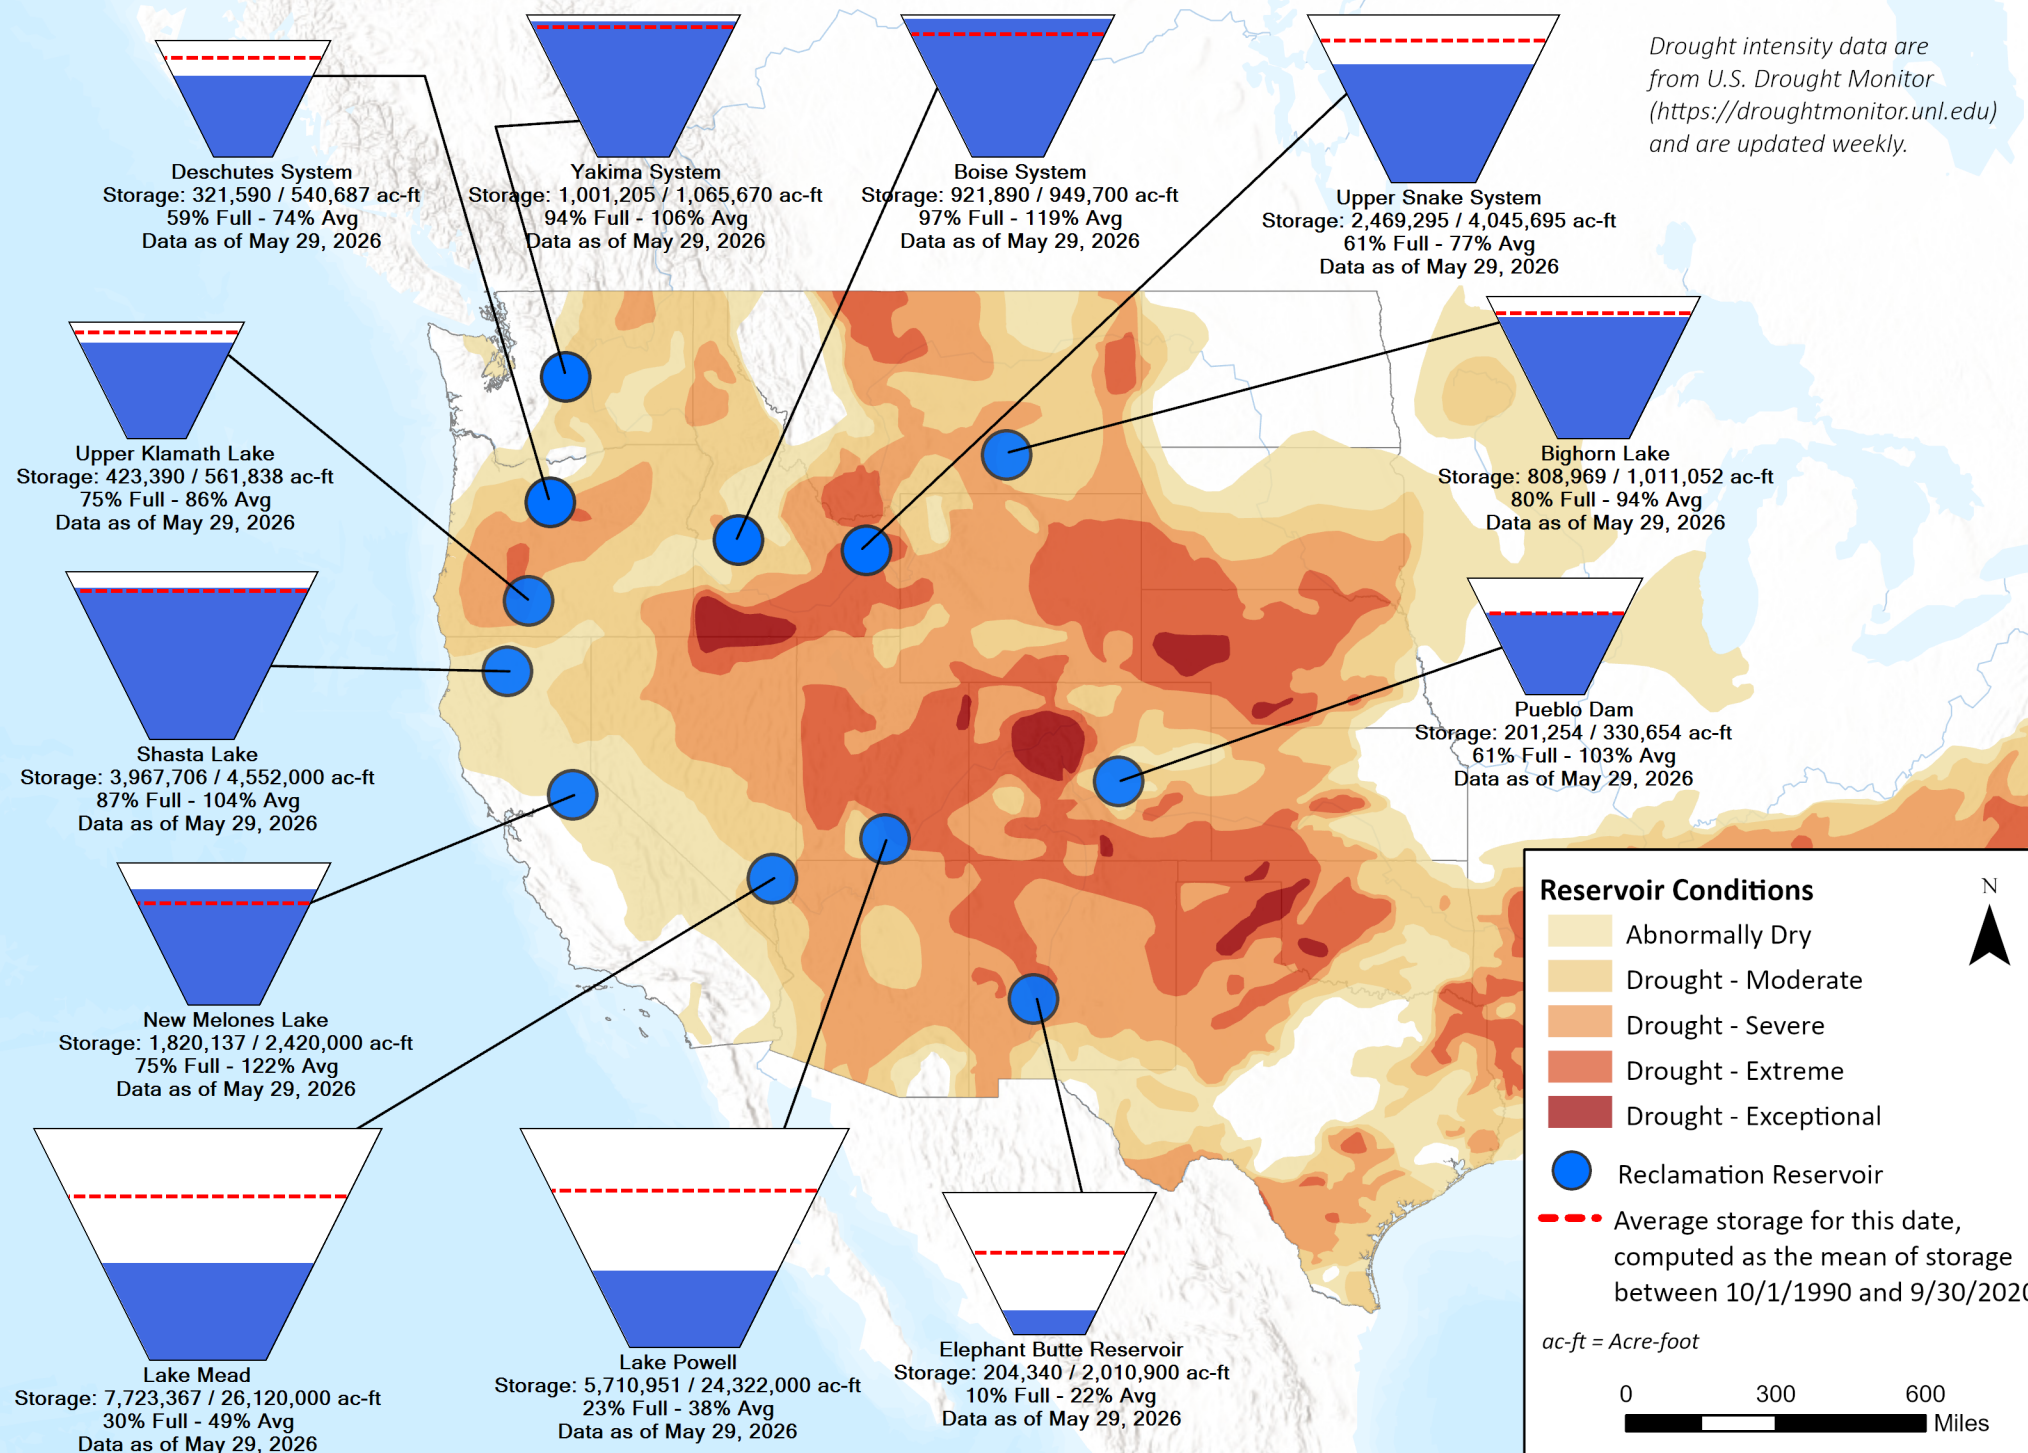 Drought intensity data are
from U.S. Drought Monitor
(https://droughtmonitor.unl.edu)
and are updated weekly.
Deschutes System
Storage: 321,590 / 540,687 ac-ft
59% Full - 74% Avg
Data as of May 29, 2026
Yakima System
Storage: 1,001,205 / 1,065,670 ac-ft
94% Full - 106% Avg
Data as of May 29, 2026
Boise System
Storage: 921,890 / 949,700 ac-ft
97% Full - 119% Avg
Data as of May 29, 2026
Upper Snake System
Storage: 2,469,295 / 4,045,695 ac-ft
61% Full - 77% Avg
Data as of May 29, 2026
Upper Klamath Lake
Storage: 423,390 / 561,838 ac-ft
75% Full - 86% Avg
Data as of May 29, 2026
Bighorn Lake
Storage: 808,969 / 1,011,052 ac-ft
80% Full - 94% Avg
Data as of May 29, 2026
Shasta Lake
Storage: 3,967,706 / 4,552,000 ac-ft
87% Full - 104% Avg
Data as of May 29, 2026
Pueblo Dam
Storage: 201,254 / 330,654 ac-ft
61% Full - 103% Avg
Data as of May 29, 2026
New Melones Lake
Storage: 1,820,137 / 2,420,000 ac-ft
75% Full - 122% Avg
Data as of May 29, 2026
Lake Mead
Storage: 7,723,367 / 26,120,000 ac-ft
30% Full - 49% Avg
Data as of May 29, 2026
Lake Powell
Storage: 5,710,951 / 24,322,000 ac-ft
23% Full - 38% Avg
Data as of May 29, 2026
Elephant Butte Reservoir
Storage: 204,340 / 2,010,900 ac-ft
10% Full - 22% Avg
Data as of May 29, 2026
Reservoir Conditions
N
Abnormally Dry
Drought - Moderate
Drought - Severe
Drought - Extreme
Drought - Exceptional
Reclamation Reservoir
Average storage for this date,
computed as the mean of storage
between 10/1/1990 and 9/30/2020
ac-ft = Acre-foot
0 300 600
Miles